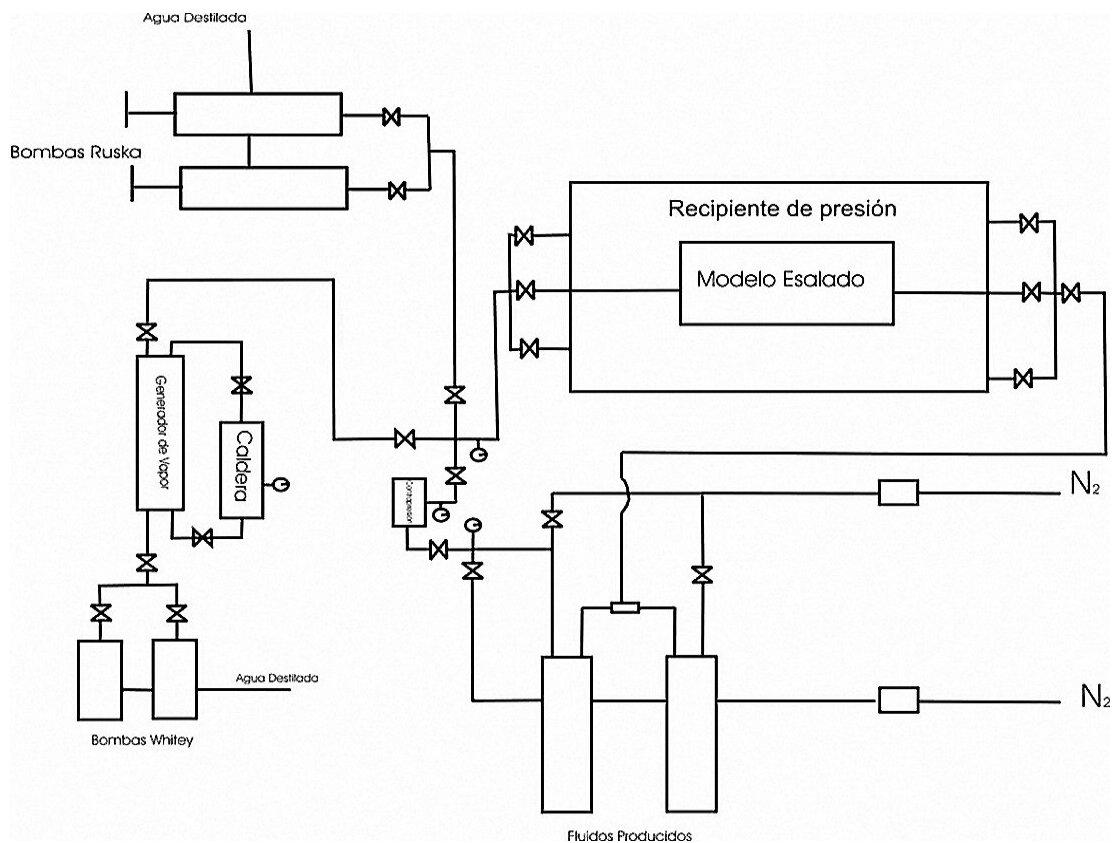 Agua Destilada
Bombas Ruska
Recipiente de presión
Modelo Esalado
Generador de Vapor
Caldera
N₂
Agua Destilada
N₂
Bombas Whitey
Fluidos Producidos